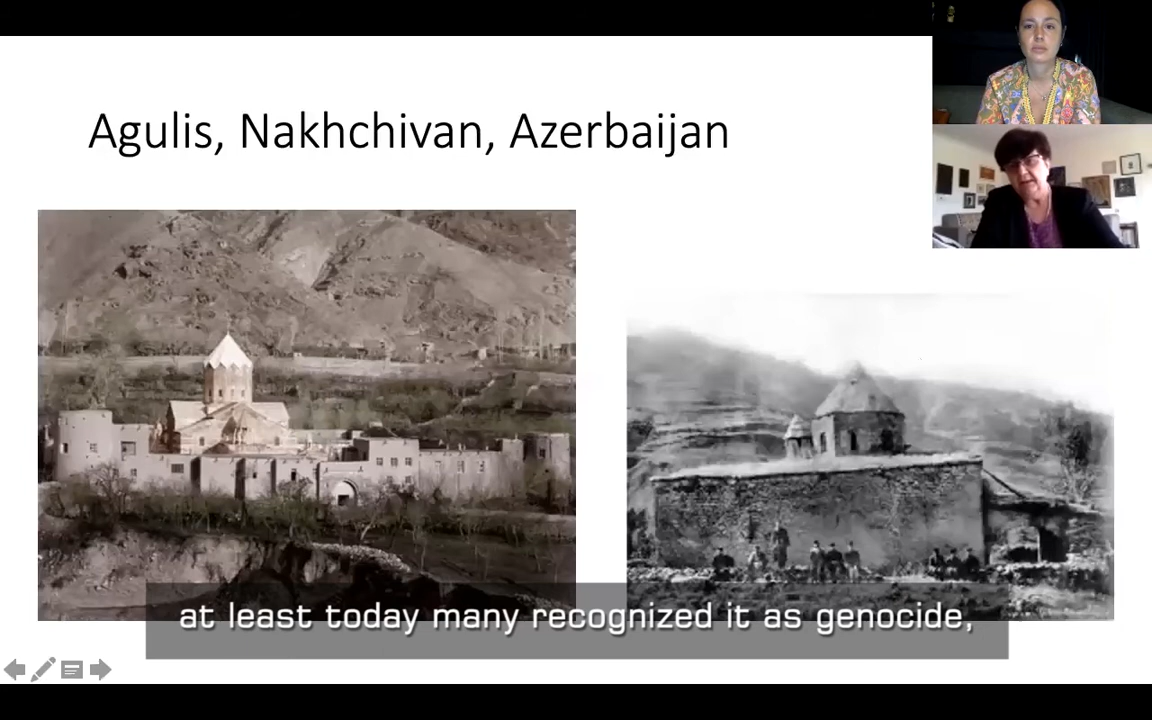 Agulis, Nakhchivan, Azerbaijan
at least today many recognized it as genocide,